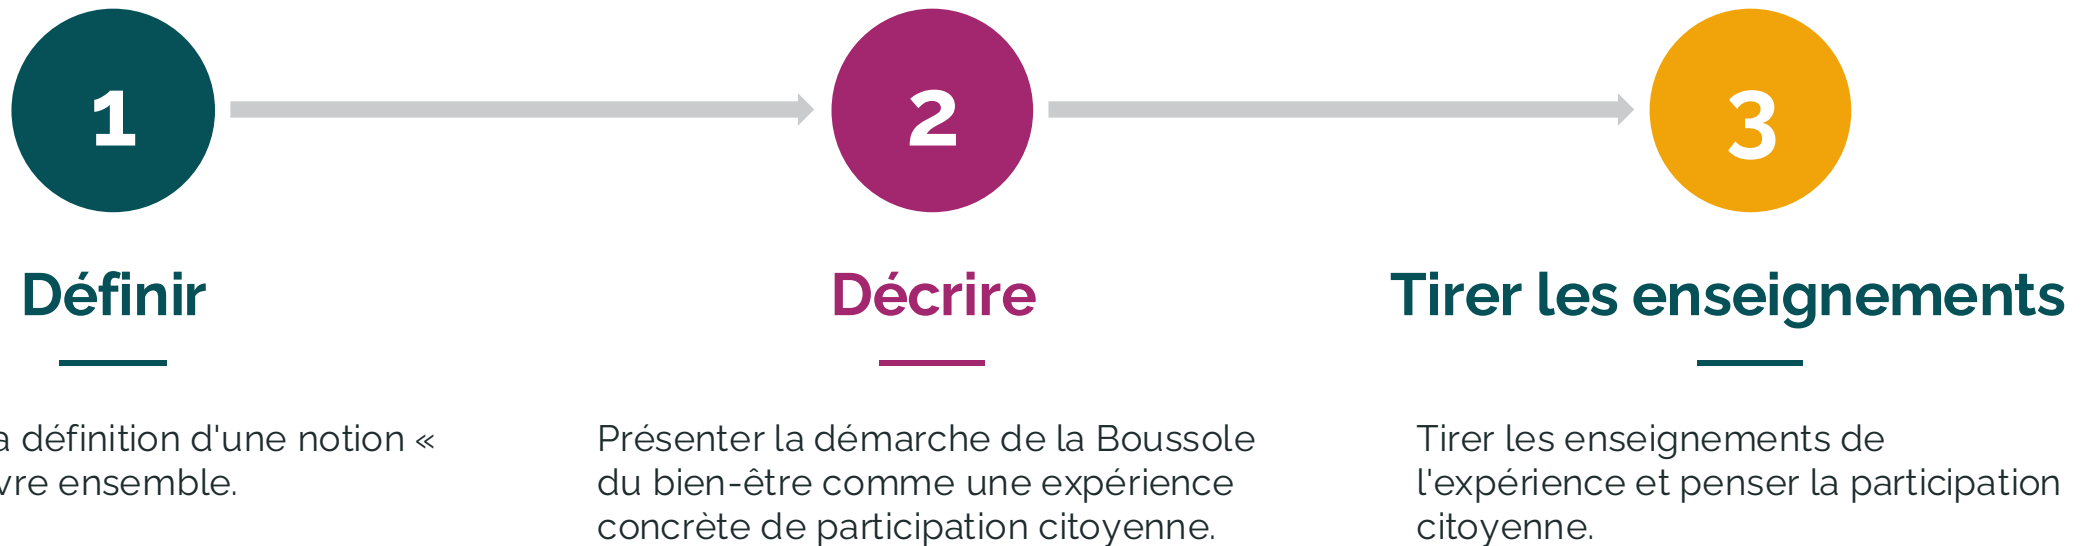 1
2
3
Définir
Décrire
Tirer les enseignements
définition d'une notion «
ensemble.
Présenter la démarche de la Boussole
du bien-être comme une expérience
concrète de participation citoyenne.
Tirer les enseignements de
l'expérience et penser la participation
citoyenne.